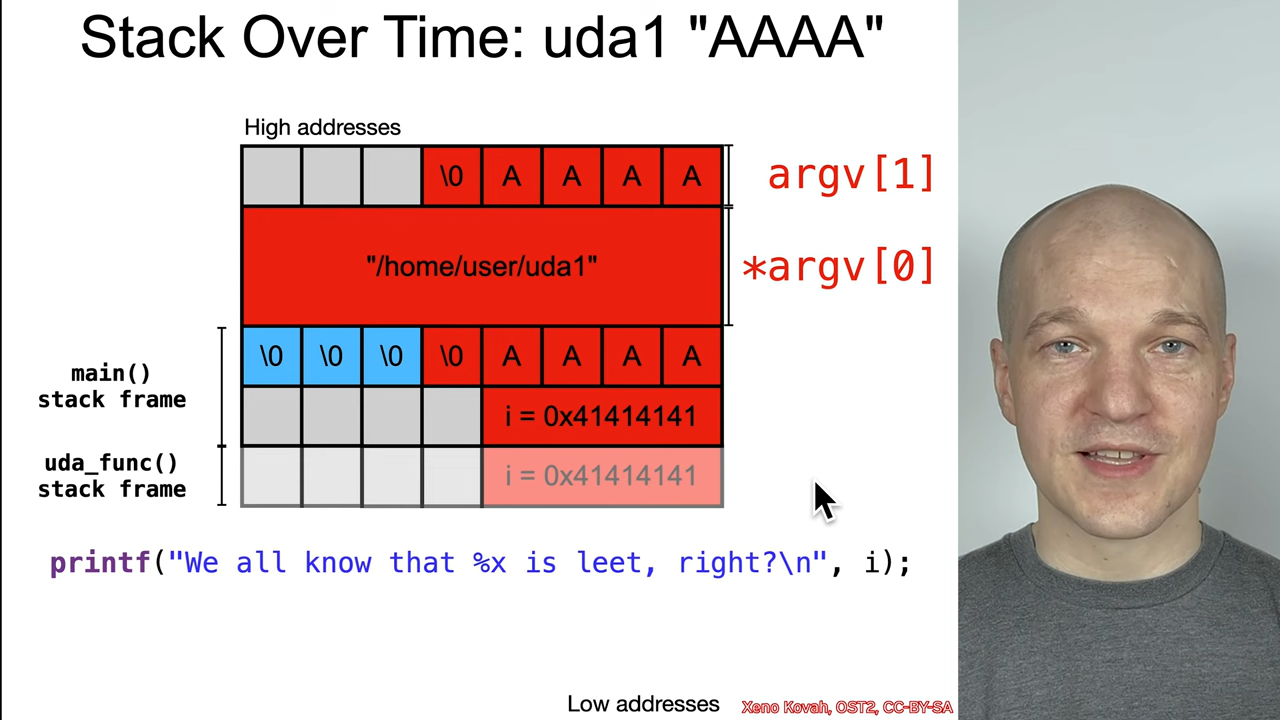 Stack Over Time: uda1 "AAAA"
High addresses
\0 A A A A
argv[1]
"/home/user/uda1"
*argv[0]
\0 \0 \0 \0 A A A A
main()
stack frame
i = 0x41414141
uda_func()
stack frame
i = 0x41414141
printf("We all know that %x is leet, right?\n", i);
Low addresses
Xeno Kovah, OST2, CC-BY-SA